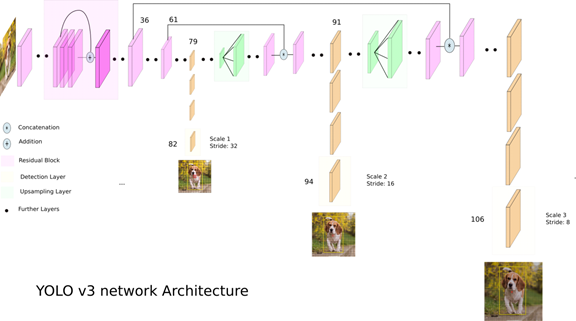 36
61
91
79
82
Scale 1
Stride: 32
Concatenation
Addition
Residual Block
Detection Layer
Upsampling Layer
Further Layers
94
Scale 2
Stride: 16
106
Scale 3
Stride: 8
YOLO v3 network Architecture